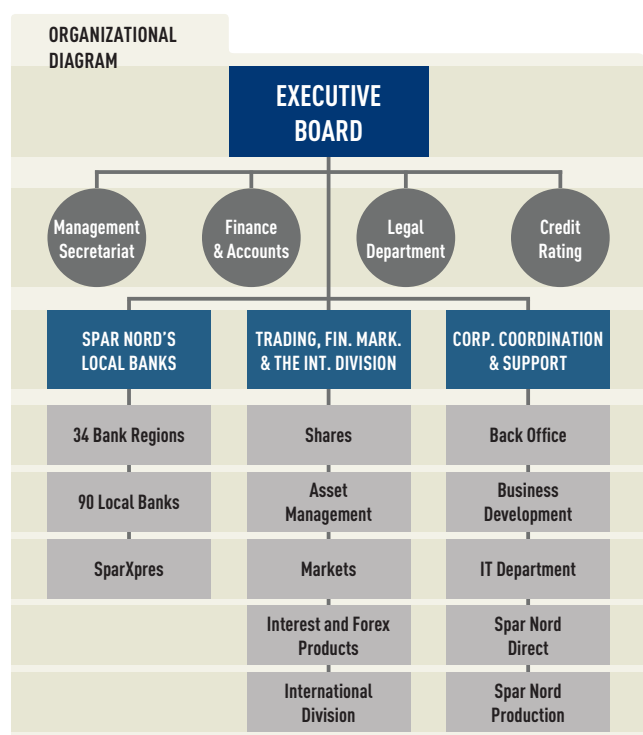 ORGANIZATIONAL
DIAGRAM
EXECUTIVE
BOARD
Management
Secretariat
Finance
& Accounts
Legal
Department
Credit
Rating
SPAR NORD'S
LOCAL BANKS
TRADING, FIN. MARK.
& THE INT. DIVISION
CORP. COORDINATION
& SUPPORT
34 Bank Regions
Shares
Back Office
90 Local Banks
Asset
Management
Business
Development
SparXpres
Markets
IT Department
Interest and Forex
Products
Spar Nord
Direct
International
Division
Spar Nord
Production